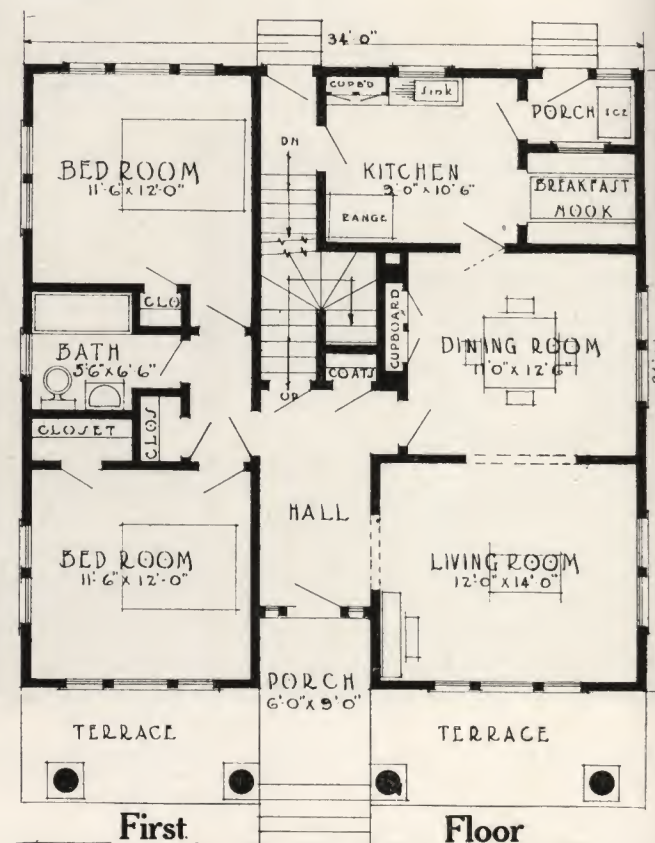 34'-0"
CUPB'D
Sink
PORCH
ICE
DN
BED ROOM
11'-6" X 12'-0"
KITCHEN
9'-0" X 10'6"
BREAKFAST
NOOK
RANGE
CLO
CUPBOARD
DINING ROOM
11'0" X 12'6"
BATH
5'6" X 6'6"
COATS
UP
CLOSET
CLOS
HALL
BED ROOM
11'-6" X 12'-0"
LIVING ROOM
12'0" X 14'0"
PORCH
6'0" X 9'0"
TERRACE
TERRACE
First Floor